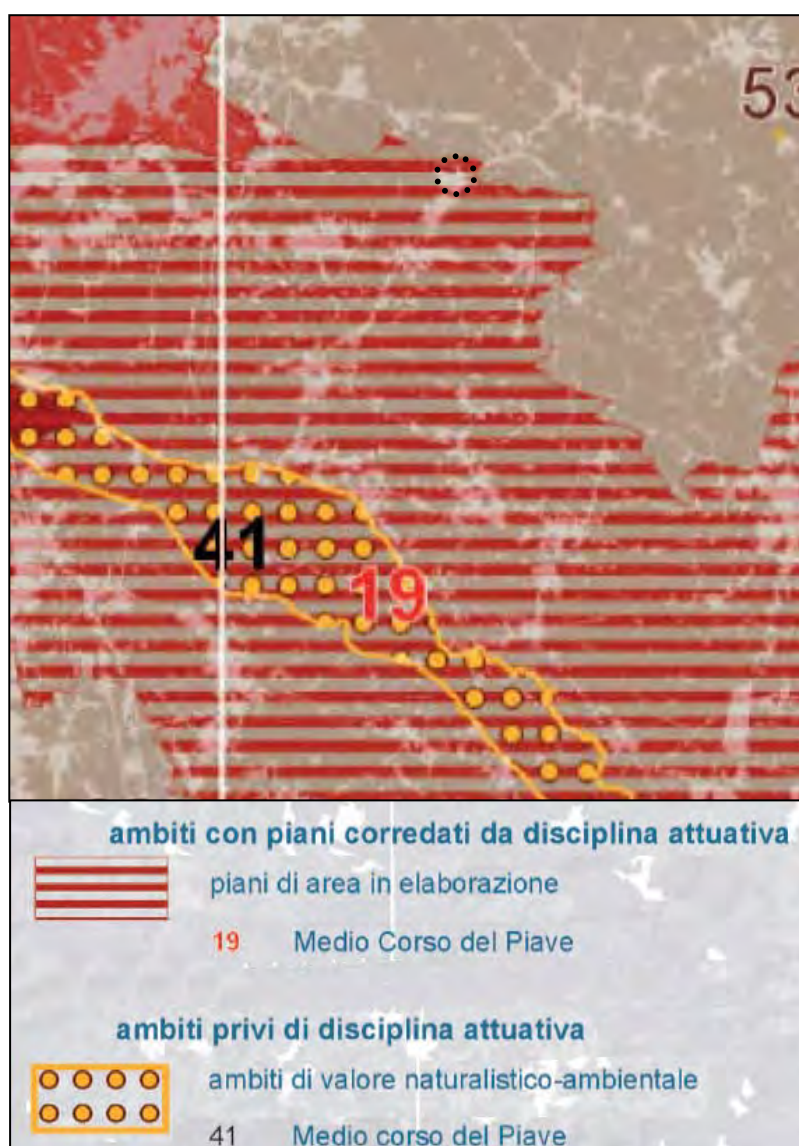 53
41
19
ambiti con piani corredati da disciplina attuativa
piani di area in elaborazione
19 Medio Corso del Piave
ambiti privi di disciplina attuativa
ambiti di valore naturalistico-ambientale
41 Medio corso del Piave